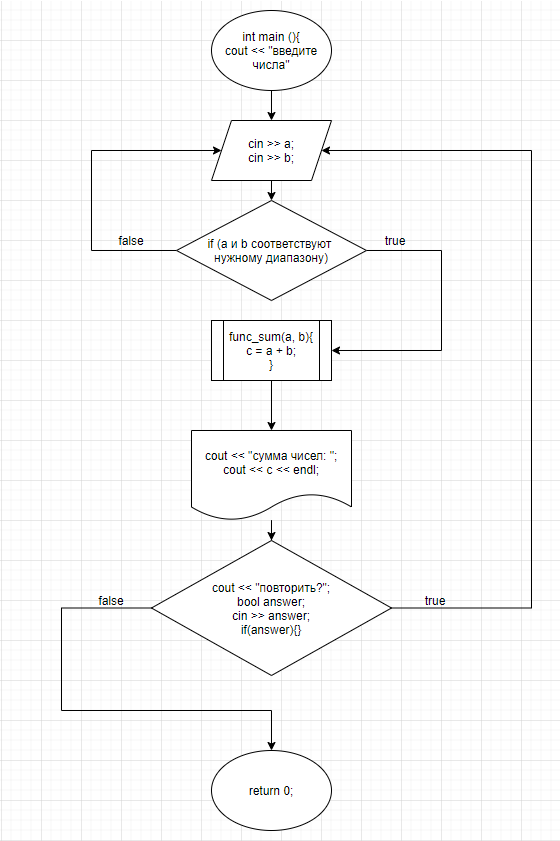 int main (){
cout << "введите
числа"
cin >> a;
cin >> b;
false
if (a и b соответствуют
нужному диапазону)
true
func_sum(a, b){
c = a + b;
}
cout << "сумма чисел: ";
cout << c << endl;
false
cout << "повторить?";
bool answer;
cin >> answer;
if(answer){}
true
return 0;